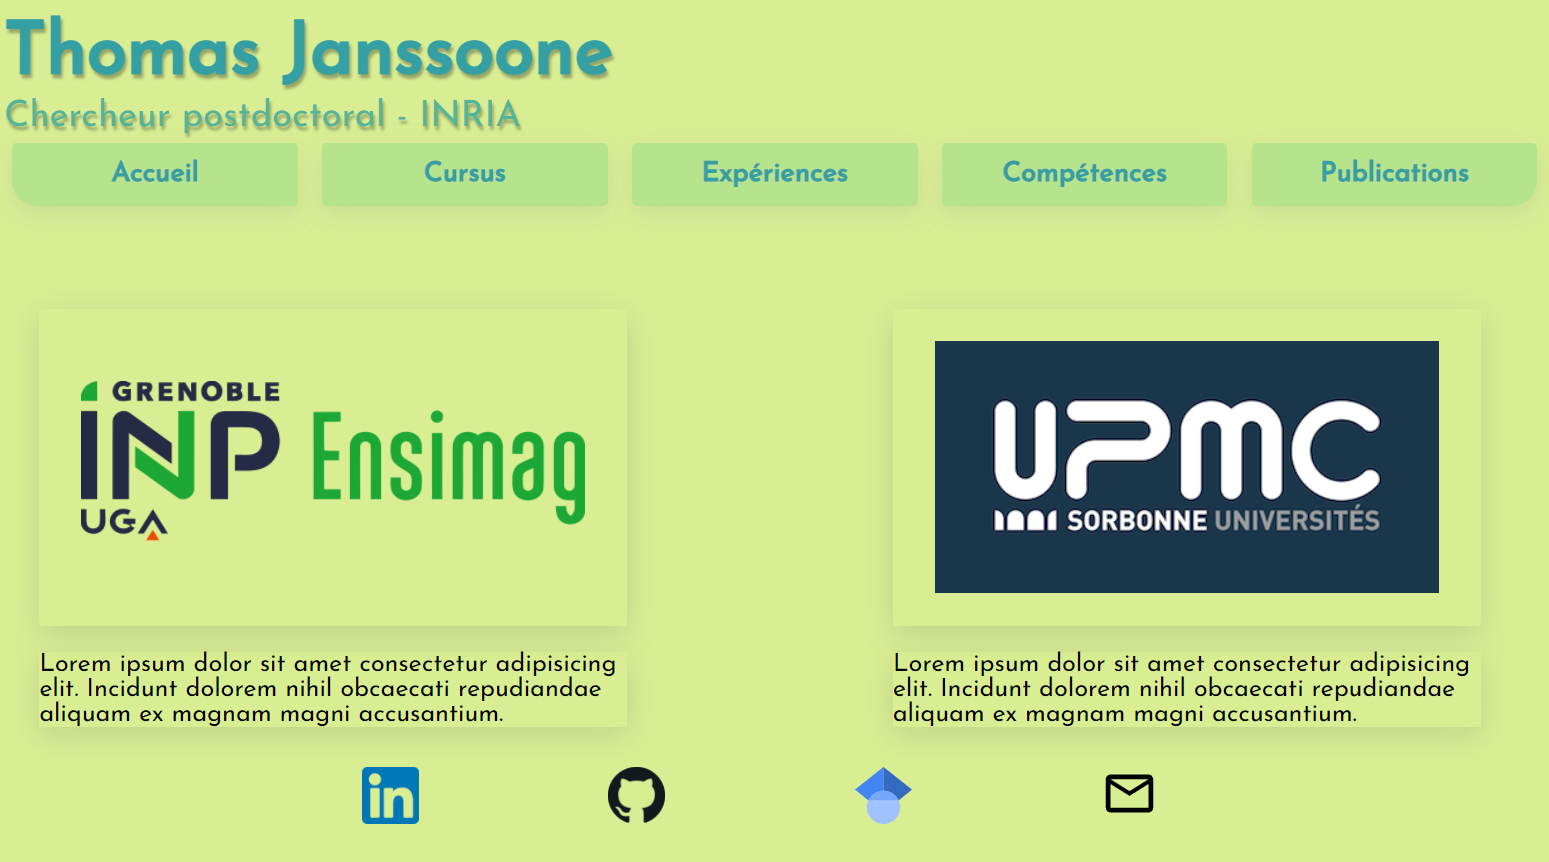 Thomas Janssoone
Chercheur postdoctoral - INRIA
Accueil
Cursus
Expériences
Compétences
Publications
GRENOBLE
INP Ensimag
UGA
UPMC
SORBONNE UNIVERSITÉS
Lorem ipsum dolor sit amet consectetur adipisicing
elit. Incidunt dolorem nihil obcaecati repudiandae
aliquam ex magnam magni accusantium.
Lorem ipsum dolor sit amet consectetur adipisicing
elit. Incidunt dolorem nihil obcaecati repudiandae
aliquam ex magnam magni accusantium.
in